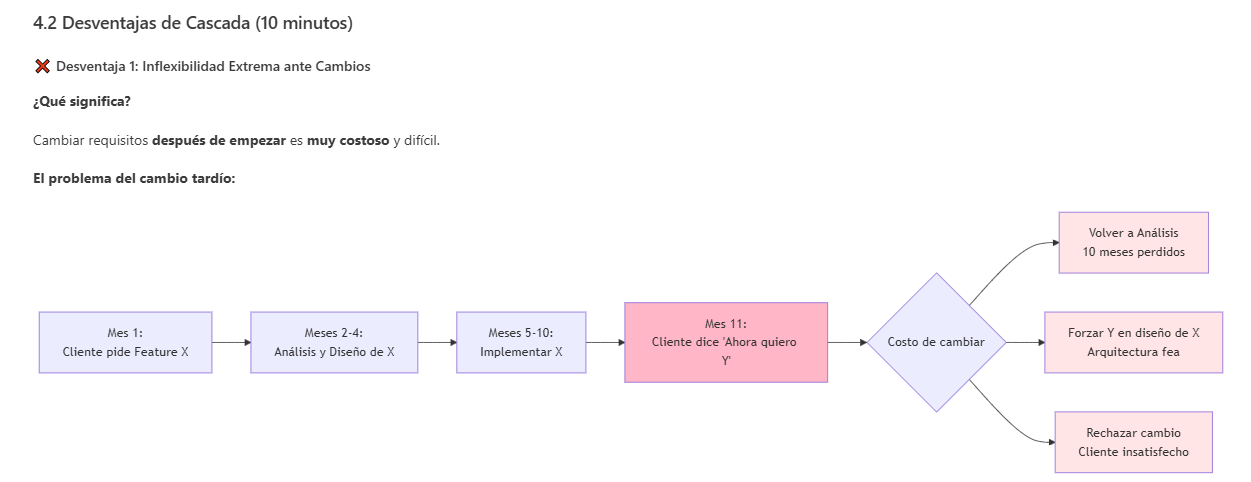 4.2 Desventajas de Cascada (10 minutos)
❌ Desventaja 1: Inflexibilidad Extrema ante Cambios
¿Qué significa?
Cambiar requisitos después de empezar es muy costoso y difícil.
El problema del cambio tardío:
Mes 1:
Cliente pide Feature X
Meses 2-4:
Análisis y Diseño de X
Meses 5-10:
Implementar X
Mes 11:
Cliente dice 'Ahora quiero
Y'
Costo de cambiar
Volver a Análisis
10 meses perdidos
Forzar Y en diseño de X
Arquitectura fea
Rechazar cambio
Cliente insatisfecho